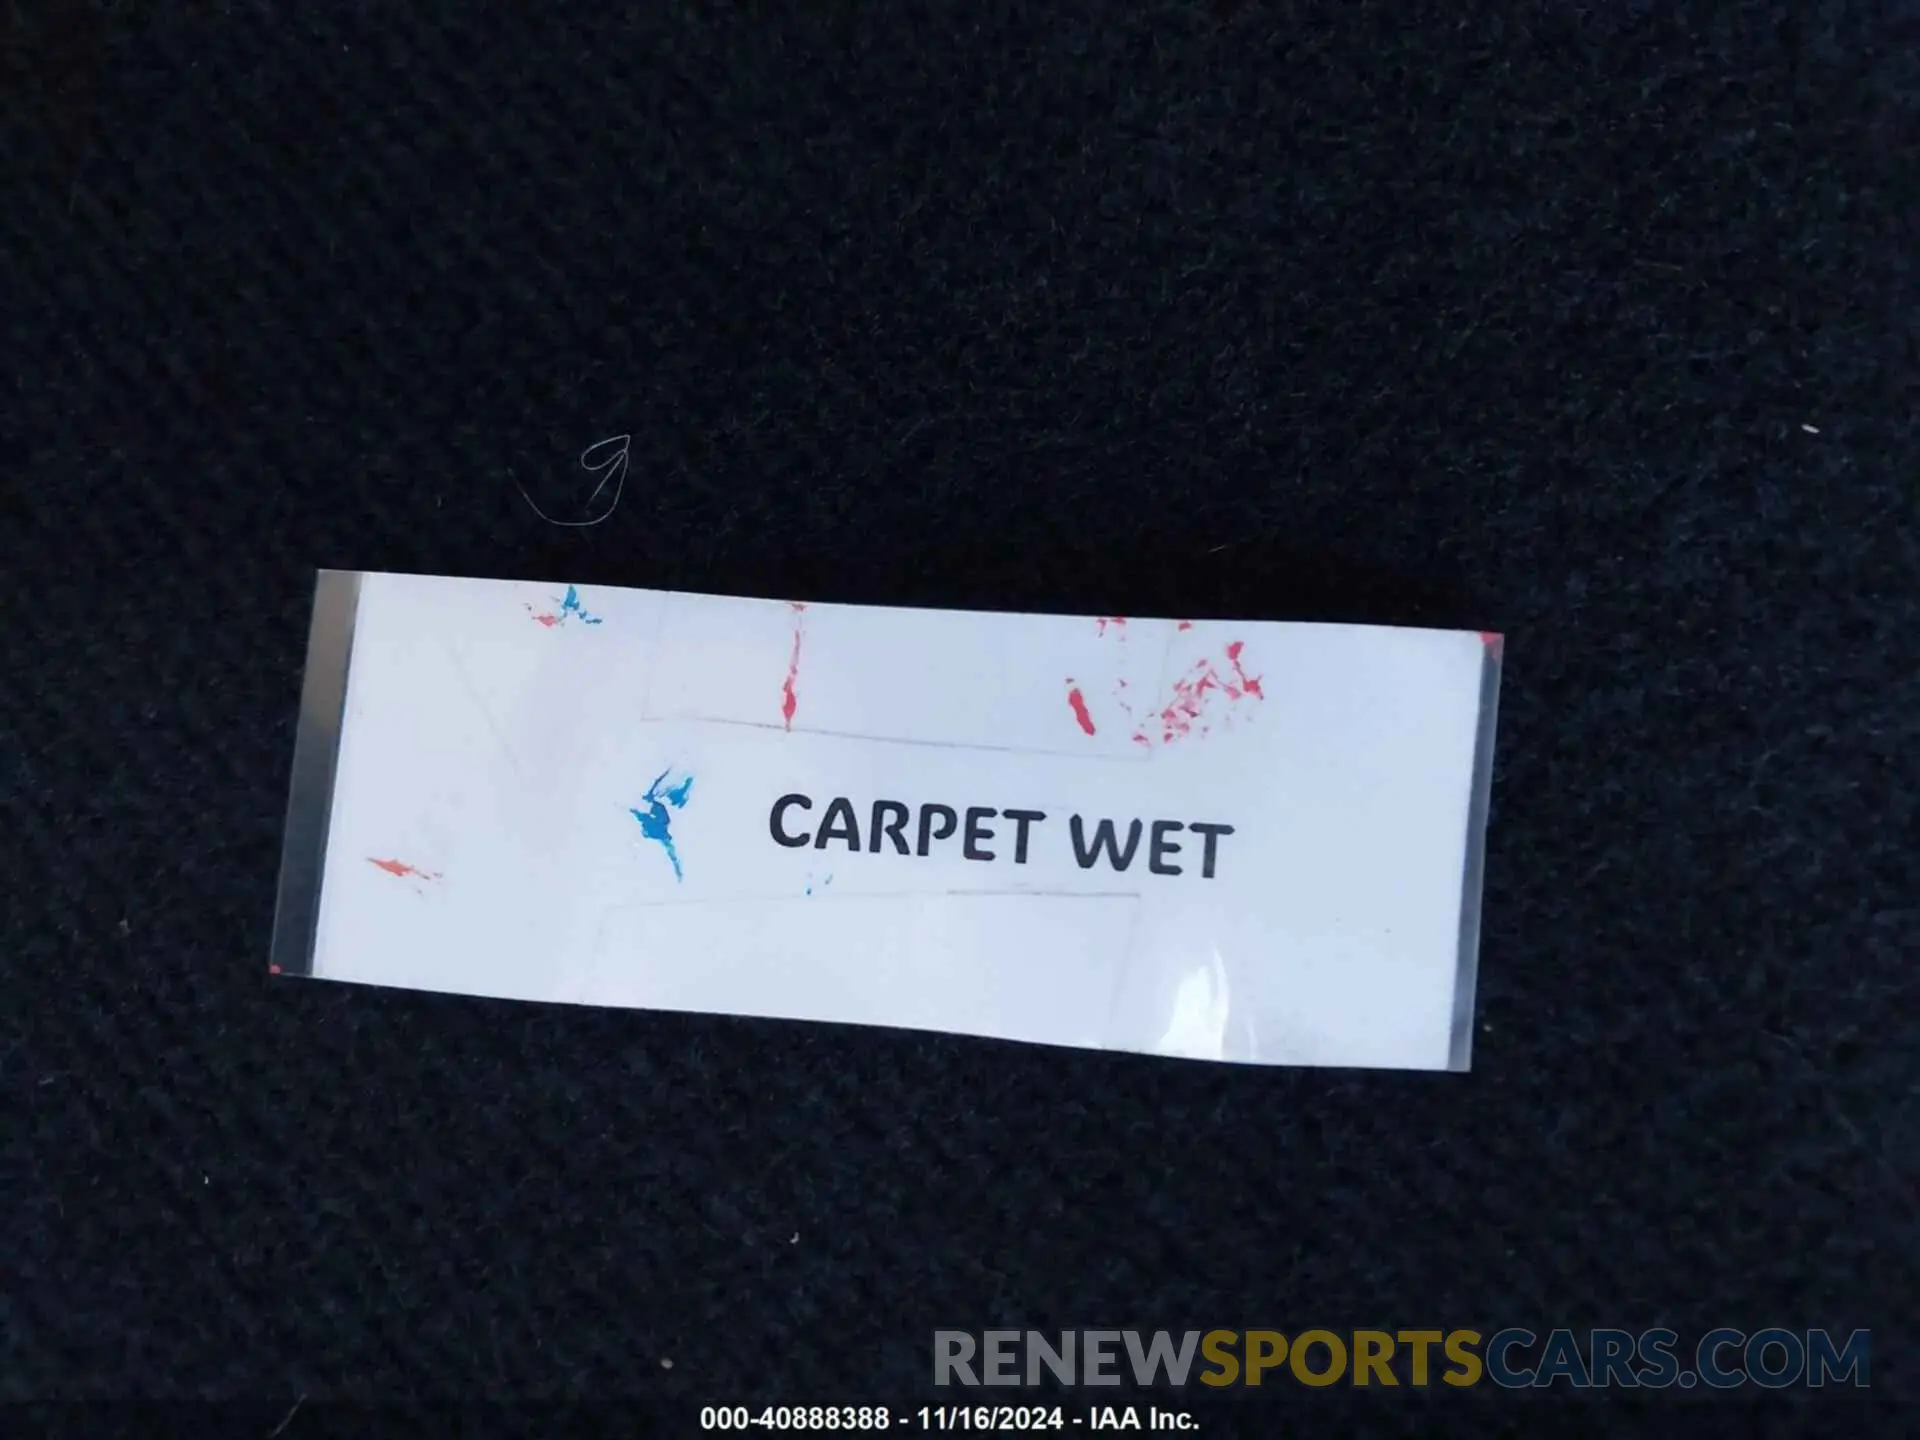 CARPET WET
RENEWSPORTSCARS.COM
000-40888388 - 11/16/2024 - IAA Inc.